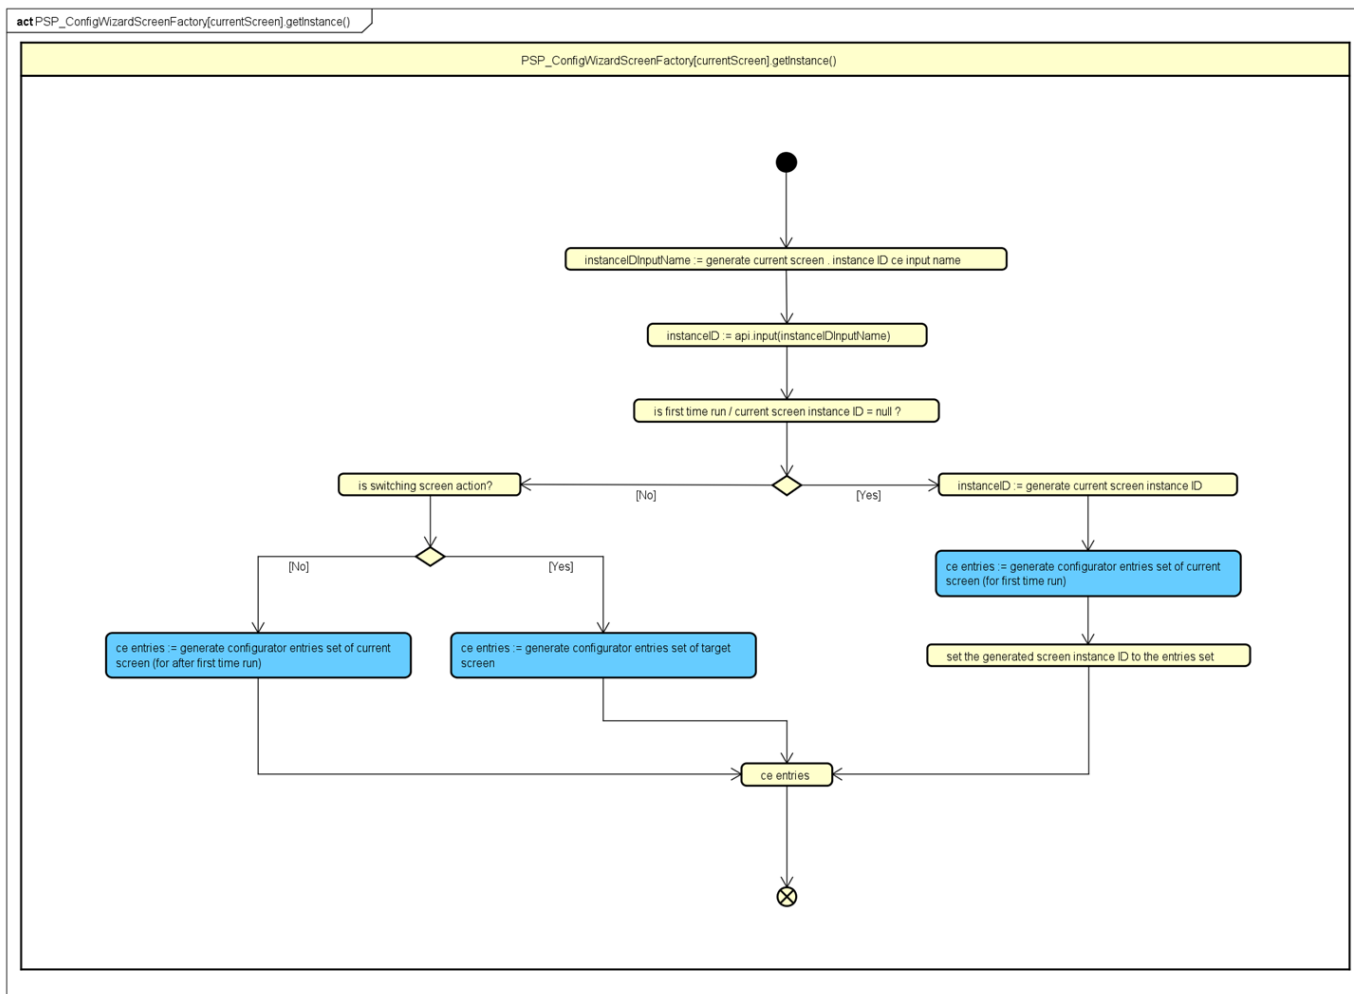 act PSP_ConfigWizardScreenFactory[currentScreen].getInstance()
PSP_ConfigWizardScreenFactory[currentScreen].getInstance()
instanceIDInputName := generate current screen . instance ID ce input name
instanceID := api.input(instanceIDInputName)
is first time run / current screen instance ID = null ?
is switching screen action?
[No]
[Yes]
instanceID := generate current screen instance ID
[No]
[Yes]
ce entries := generate configurator entries set of current
screen (for first time run)
ce entries := generate configurator entries set of current
screen (for after first time run)
ce entries := generate configurator entries set of target
screen
set the generated screen instance ID to the entries set
ce entries